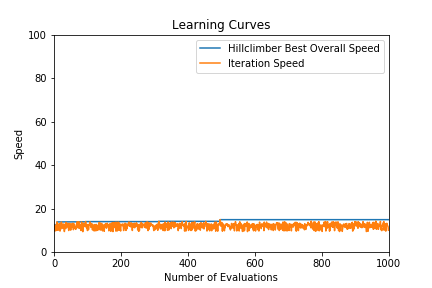 Learning Curves
Hillclimber Best Overall Speed
Iteration Speed
100
80
60
40
20
0
Speed
0 200 400 600 800 1000
Number of Evaluations